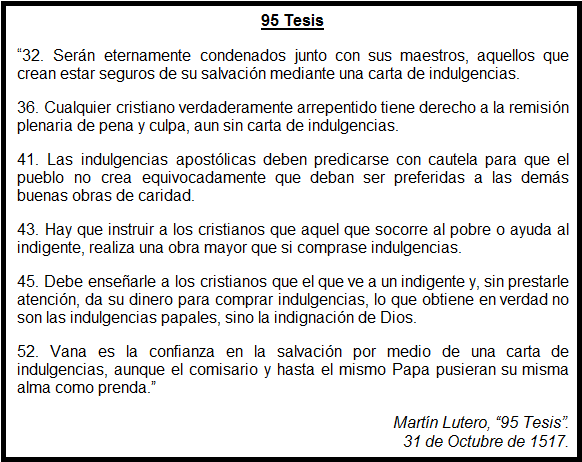 95 Tesis
“32. Serán eternamente condenados junto con sus maestros, aquellos que
crean estar seguros de su salvación mediante una carta de indulgencias.
36. Cualquier cristiano verdaderamente arrepentido tiene derecho a la remisión
plenaria de pena y culpa, aun sin carta de indulgencias.
41. Las indulgencias apostólicas deben predicarse con cautela para que el
pueblo no crea equivocadamente que deban ser preferidas a las demás
buenas obras de caridad.
43. Hay que instruir a los cristianos que aquel que socorre al pobre o ayuda al
indigente, realiza una obra mayor que si comprase indulgencias.
45. Debe enseñarle a los cristianos que el que ve a un indigente y, sin prestarle
atención, da su dinero para comprar indulgencias, lo que obtiene en verdad no
son las indulgencias papales, sino la indignación de Dios.
52. Vana es la confianza en la salvación por medio de una carta de
indulgencias, aunque el comisario y hasta el mismo Papa pusieran su misma
alma como prenda.”
Martín Lutero, “95 Tesis”.
31 de Octubre de 1517.